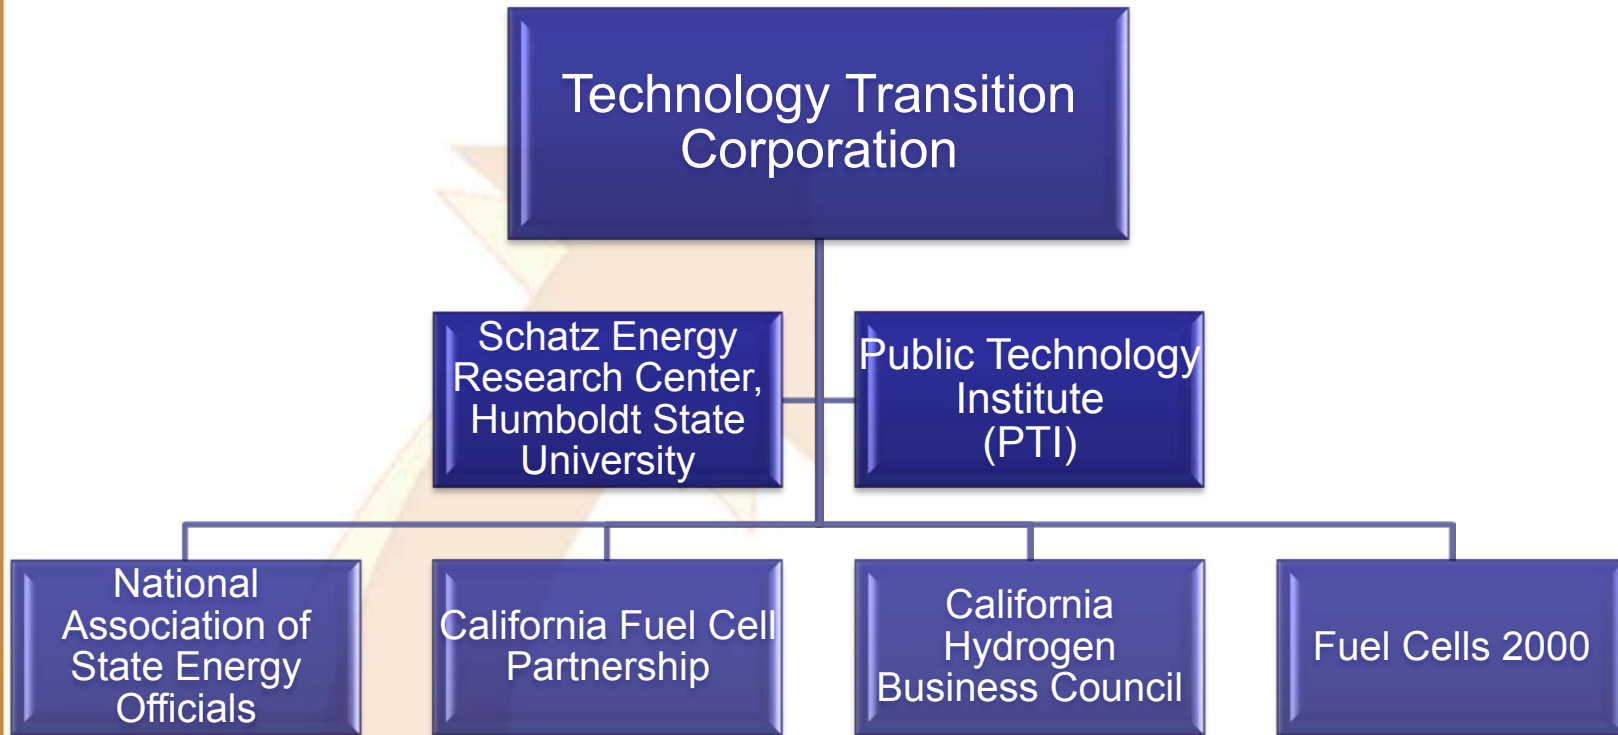 Technology Transition
Corporation
Schatz Energy
Research Center,
Humboldt State
University
Public Technology
Institute
(PTI)
National
Association of
State Energy
Officials
California Fuel Cell
Partnership
California
Hydrogen
Business Council
Fuel Cells 2000